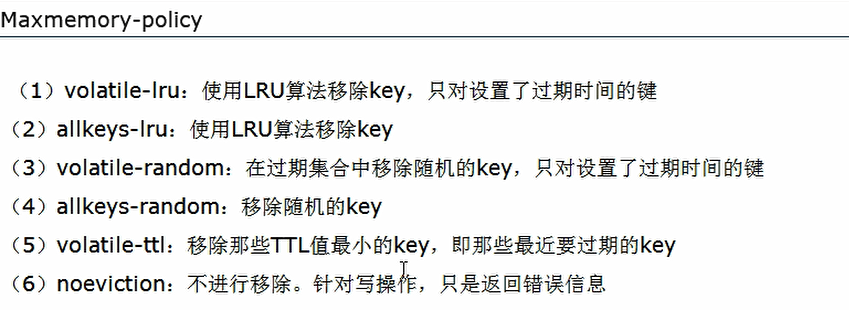 Maxmemory-policy
（1）volatile-lru：使用LRU算法移除key，只对设置了过期时间的键
（2）allkeys-lru：使用LRU算法移除key
（3）volatile-random：在过期集合中移除随机的key，只对设置了过期时间的键
（4）allkeys-random：移除随机的key
（5）volatile-ttl：移除那些TTL值最小的key，即那些最近要过期的key
（6）noeviction：不进行移除。针对写操作，只是返回错误信息